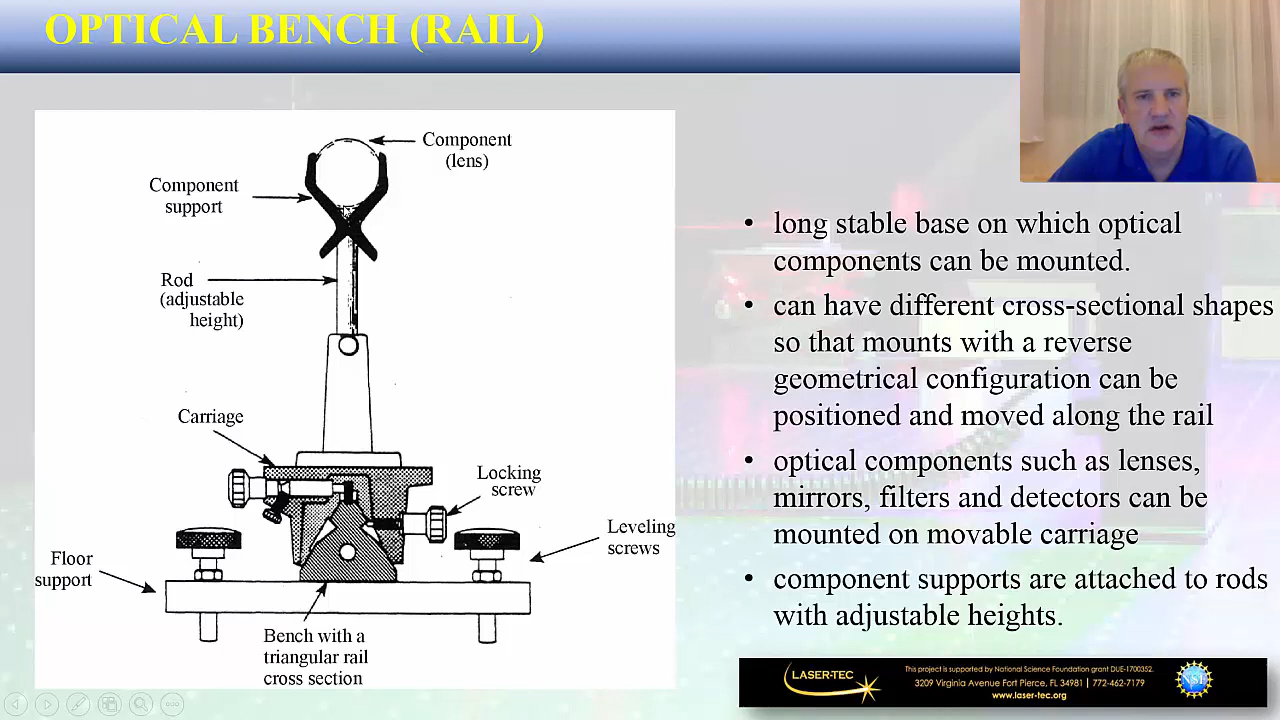 OPTICAL BENCH (RAIL)
Component
(lens)
Component
support
Rod
(adjustable
height)
Carriage
Locking
screw
Leveling
screws
Floor
support
Bench with a
triangular rail
cross section
• long stable base on which optical
components can be mounted.
• can have different cross-sectional shapes
so that mounts with a reverse
geometrical configuration can be
positioned and moved along the rail
• optical components such as lenses,
mirrors, filters and detectors can be
mounted on movable carriage
• component supports are attached to rods
with adjustable heights.
LASER-TEC
This project is supported by National Science Foundation grant DUE-1700352.
3209 Virginia Avenue Fort Pierce, FL 34981 | 772-462-7179
www.laser-tec.org
NSF